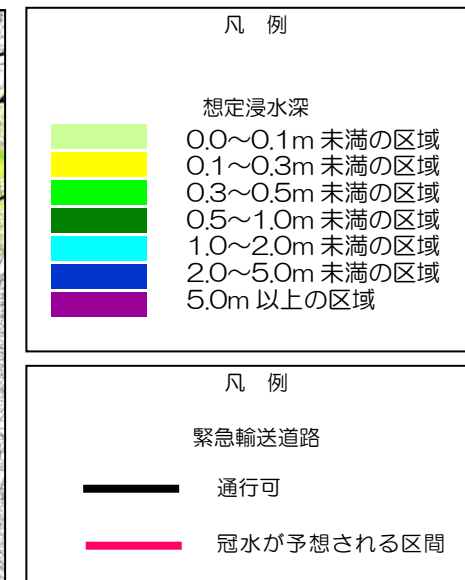 凡 例
想定浸水深
0.0～0.1m 未満の区域
0.1～0.3m 未満の区域
0.3～0.5m 未満の区域
0.5～1.0m 未満の区域
1.0～2.0m 未満の区域
2.0～5.0m 未満の区域
5.0m 以上の区域
凡 例
緊急輸送道路
通行可
冠水が予想される区間